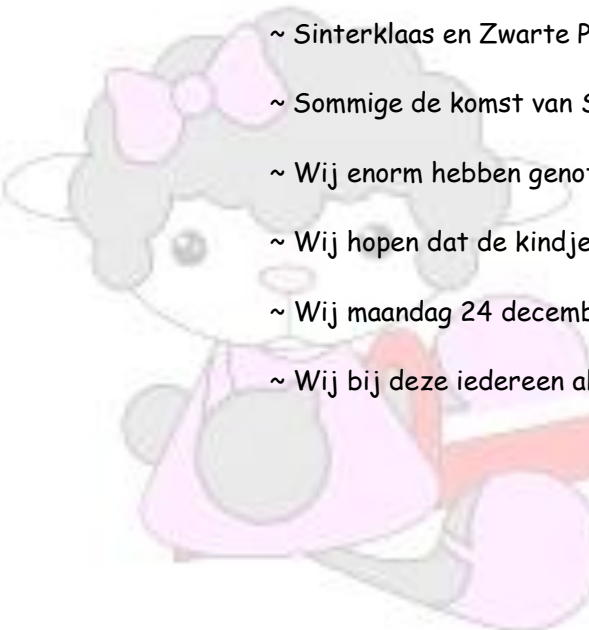 ~ Sinterklaas en Zwarte P
~ Sommige de komst van S
~ Wij enorm hebben geno
~ Wij hopen dat de kindje
~ Wij maandag 24 decemb
~ Wij bij deze iedereen al